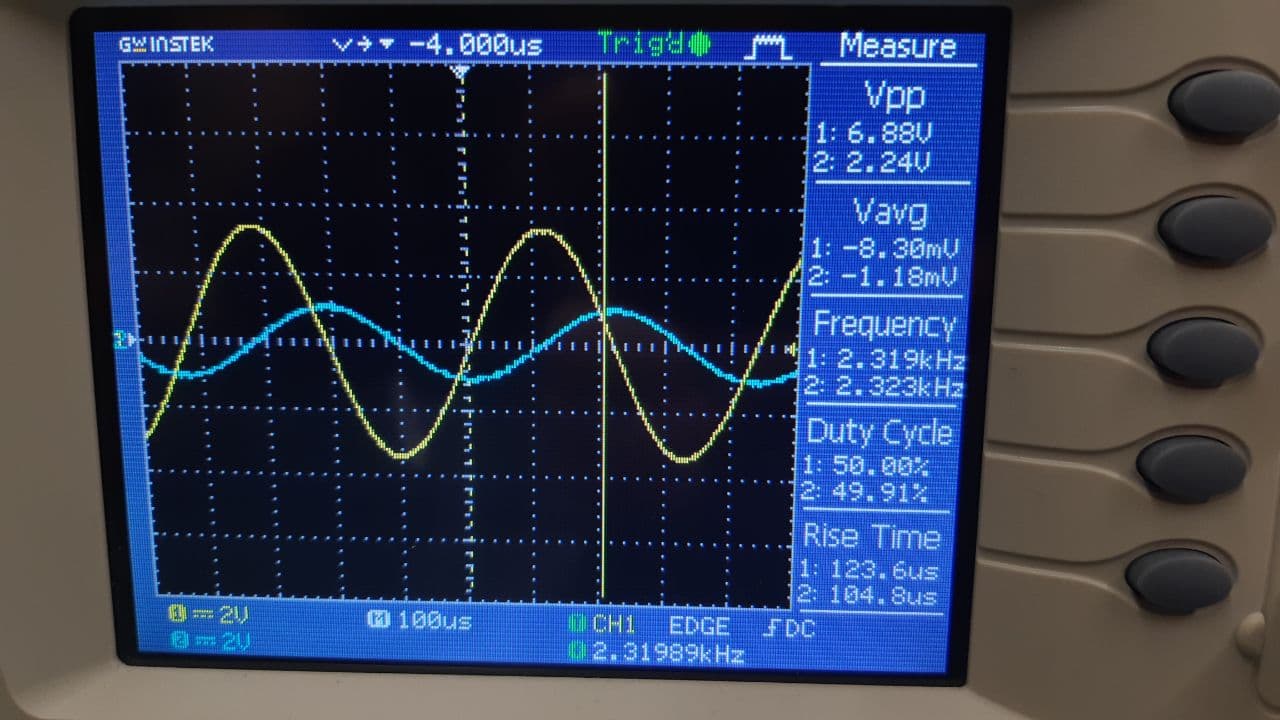 GWINSTEK -4.000us Trig'd Measure
Vpp
1: 6.88V
2: 2.24V
Vavg
1: -8.30mV
2: -1.18mV
Frequency
1: 2.319kHz
2: 2.323kHz
Duty Cycle
1: 50.00%
2: 49.91%
Rise Time
1: 123.6us
2: 104.8us
2
1 2V M 100us CH1 EDGE DC
2 2V 2.31989kHz